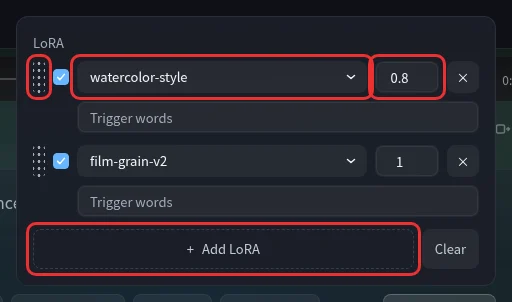 LoRA
watercolor-style 0.8 ×
Trigger words
film-grain-v2 1 ×
Trigger words
+ Add LoRA Clear